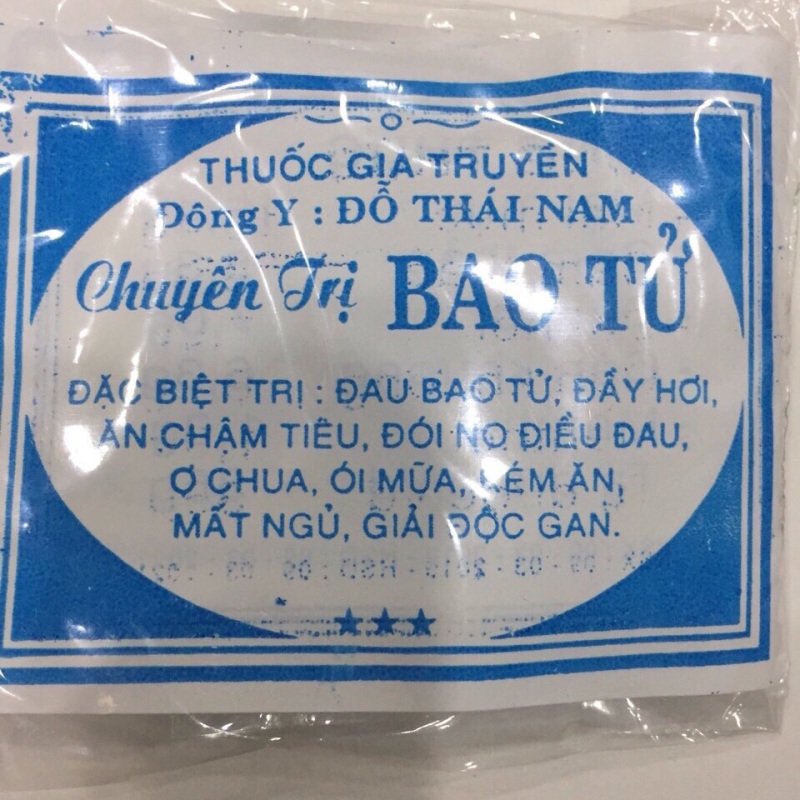 THUỐC GIA TRUYỀN
Đông Y : ĐỖ THÁI NAM
Chuyên Trị BAO TỬ
ĐẶC BIỆT TRỊ : ĐAU BAO TỬ, ĐẦY HƠI,
ĂN CHẬM TIÊU, ĐÓI NO ĐIỀU ĐAU,
Ợ CHUA, ÓI MỮA, KÉM ĂN,
MẤT NGỦ, GIẢI ĐỘC GAN.